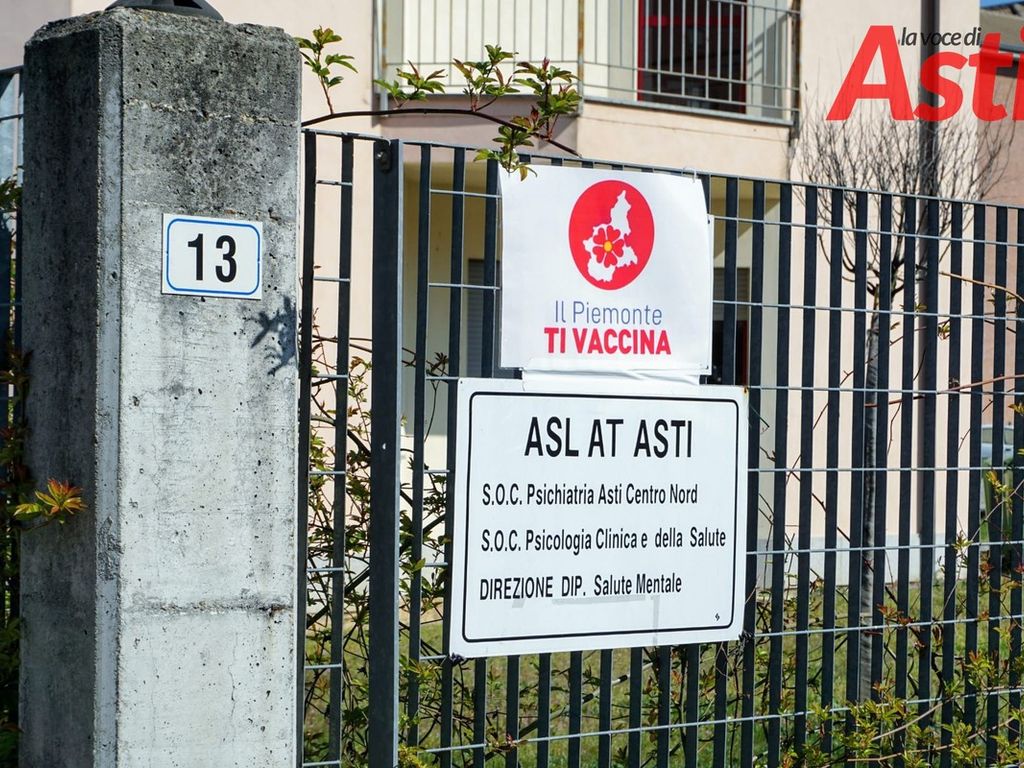 la voce di
Asti
13
Il Piemonte
TI VACCINA
ASL AT ASTI
S.O.C. Psichiatria Asti Centro Nord
S.O.C. Psicologia Clinica e della Salute
DIREZIONE DIP. Salute Mentale